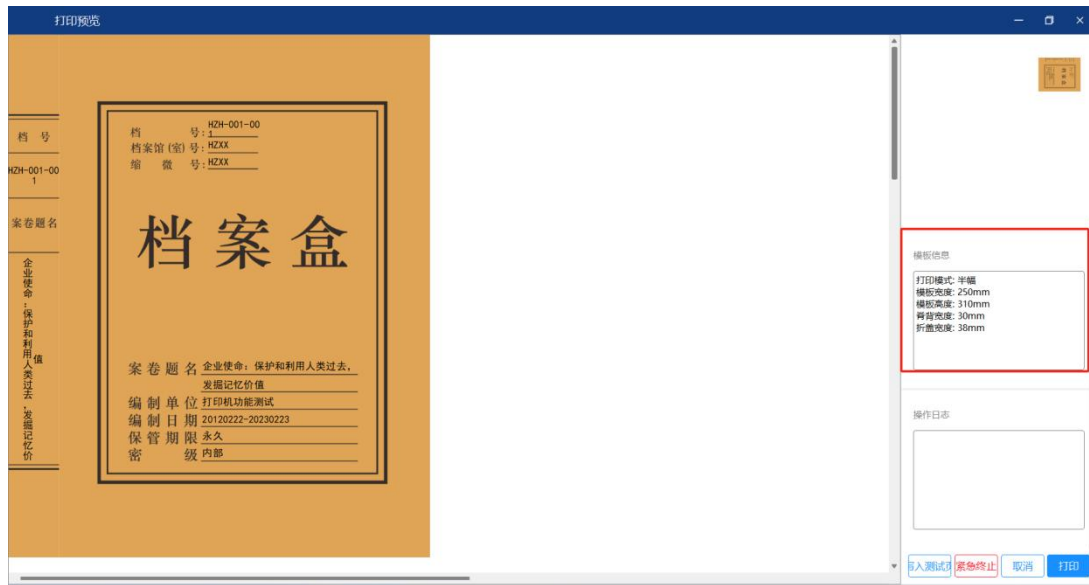 打印预览
档 号
HZH-001-00
1
案卷题名
企业使命：保护和利用人类过去，发掘记忆价
值
档 号: HZH-001-00
1
档案馆(室)号: HZXX
缩 微 号: HZXX
档案盒
案卷题名 企业使命：保护和利用人类过去，
发掘记忆价值
编制单位 打印机功能测试
编制日期 20120222-20230223
保管期限 永久
密 级 内部
模板信息
打印模式: 半幅
模板宽度: 250mm
模板高度: 310mm
脊背宽度: 30mm
折盖宽度: 38mm
操作日志
写入测试页
紧急终止
取消
打印